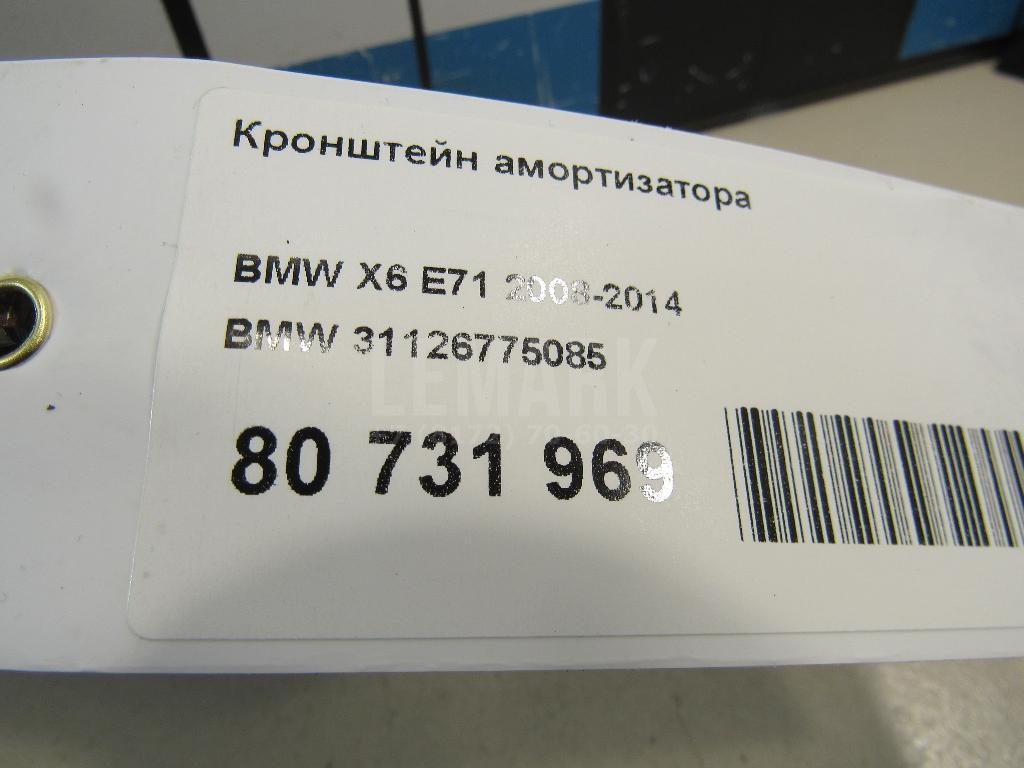 Кронштейн амортизатора
BMW X6 E71 2008-2014
BMW 31126775085
LEMARK
80 731 969